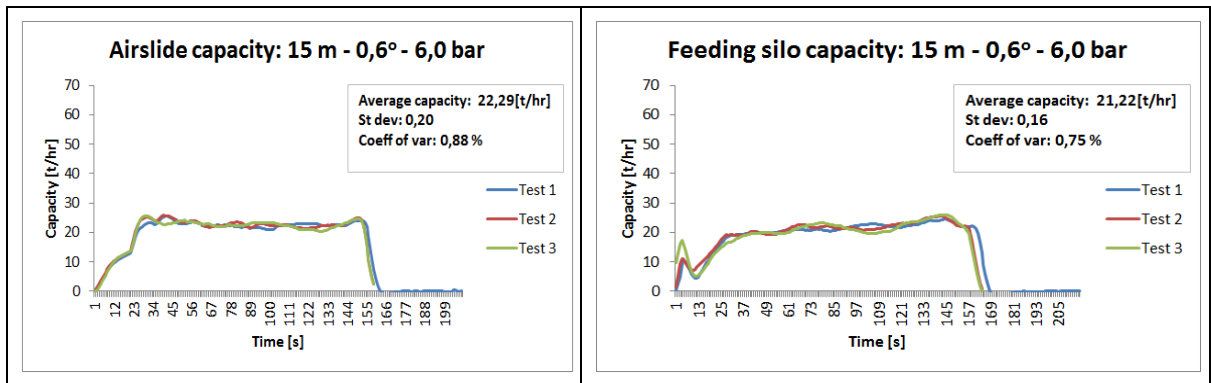 Airslide capacity: 15 m - 0,6º - 6,0 bar
70
60
50
40
30
20
10
0
Capacity [t/hr]
Average capacity: 22,29[t/hr]
St dev: 0,20
Coeff of var: 0,88 %
Test 1
Test 2
Test 3
1
12
23
34
45
56
67
78
89
100
111
122
133
144
155
166
177
188
199
Time [s]
Feeding silo capacity: 15 m - 0,6º - 6,0 bar
70
60
50
40
30
20
10
0
Capacity [t/hr]
Average capacity: 21,22[t/hr]
St dev: 0,16
Coeff of var: 0,75 %
Test 1
Test 2
Test 3
1
13
25
37
49
61
73
85
97
109
121
133
145
157
169
181
193
205
Time [s]